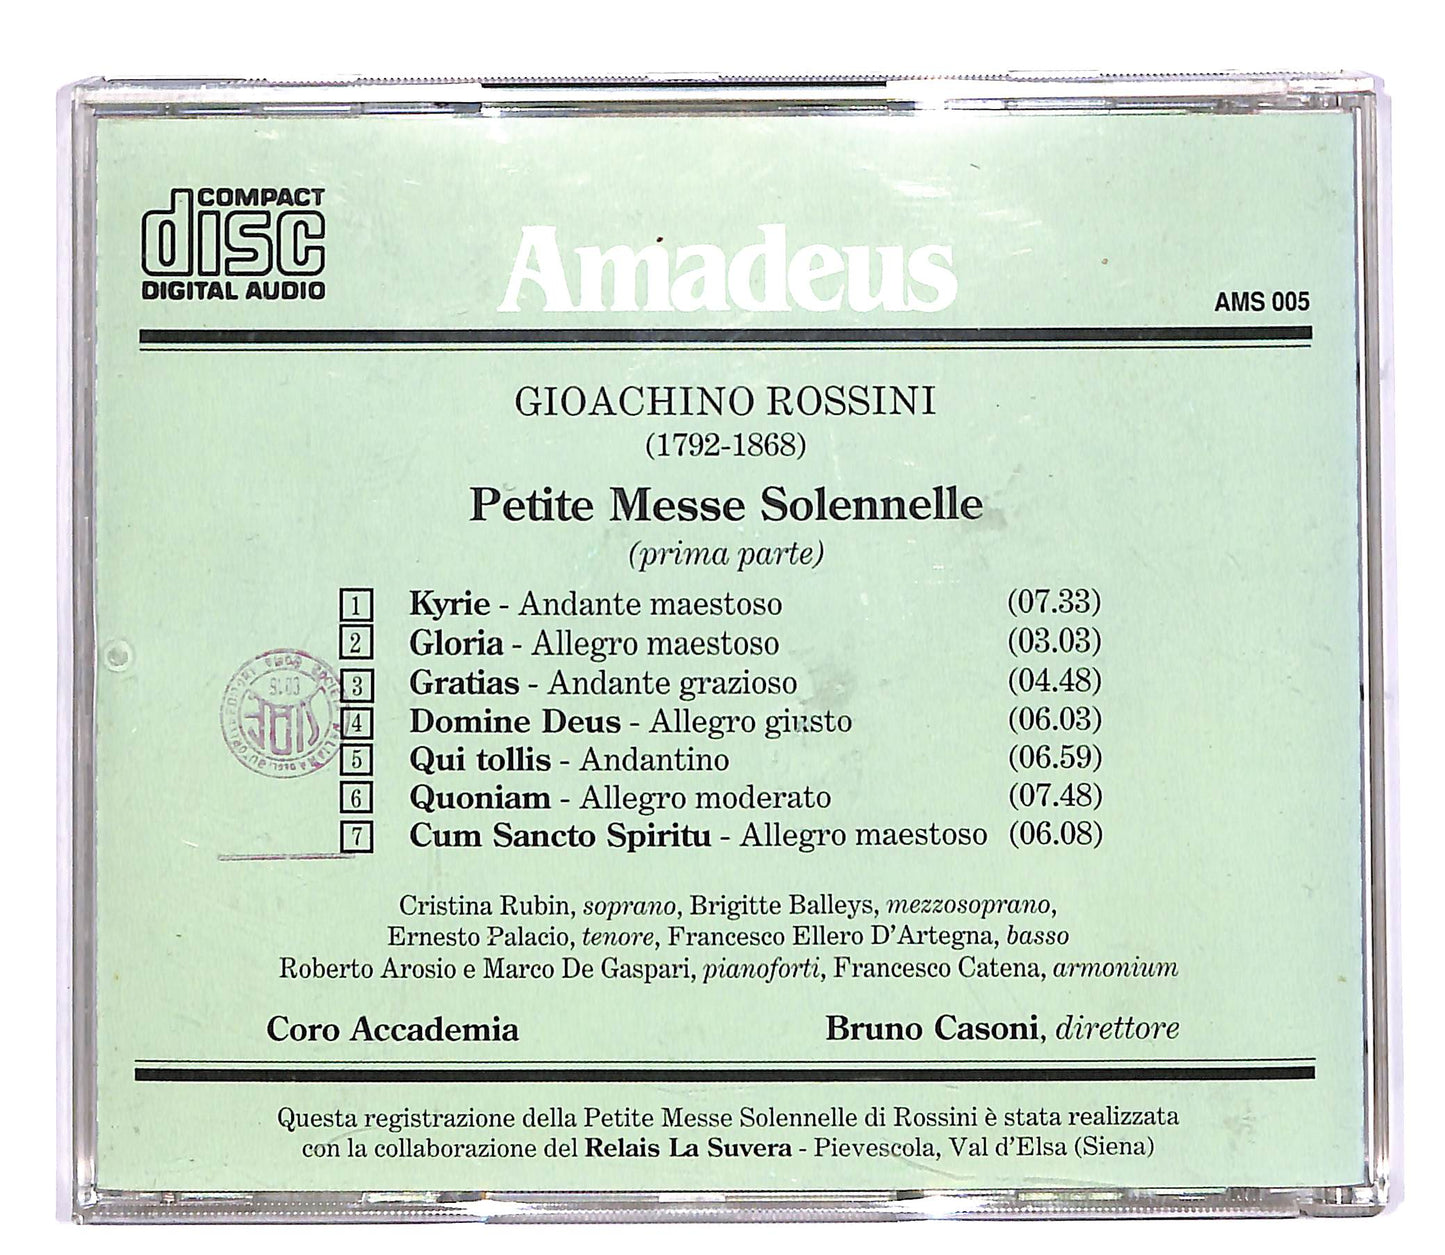 COMPACT
disc
DIGITAL AUDIO
Amadeus
AMS 005
GIOACHINO ROSSINI
(1792-1868)
Petite Messe Solennelle
(prima parte)
1 Kyrie - Andante maestoso (07.33)
2 Gloria - Allegro maestoso (03.03)
3 Gratias - Andante grazioso (04.48)
4 Domine Deus - Allegro giusto (06.03)
5 Qui tollis - Andantino (06.59)
6 Quoniam - Allegro moderato (07.48)
7 Cum Sancto Spiritu - Allegro maestoso (06.08)
SIAE
Cristina Rubin, soprano, Brigitte Balleys, mezzosoprano,
Ernesto Palacio, tenore, Francesco Ellero D'Artegna, basso
Roberto Arosio e Marco De Gaspari, pianoforti, Francesco Catena, armonium
Coro Accademia
Bruno Casoni, direttore
Questa registrazione della Petite Messe Solennelle di Rossini è stata realizzata
con la collaborazione del Relais La Suvera - Pievescola, Val d'Elsa (Siena)